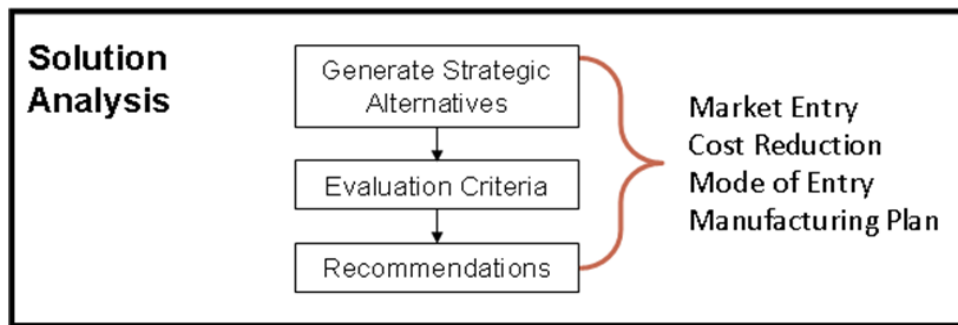 Solution
Analysis
Generate Strategic
Alternatives
Evaluation Criteria
Recommendations
Market Entry
Cost Reduction
Mode of Entry
Manufacturing Plan